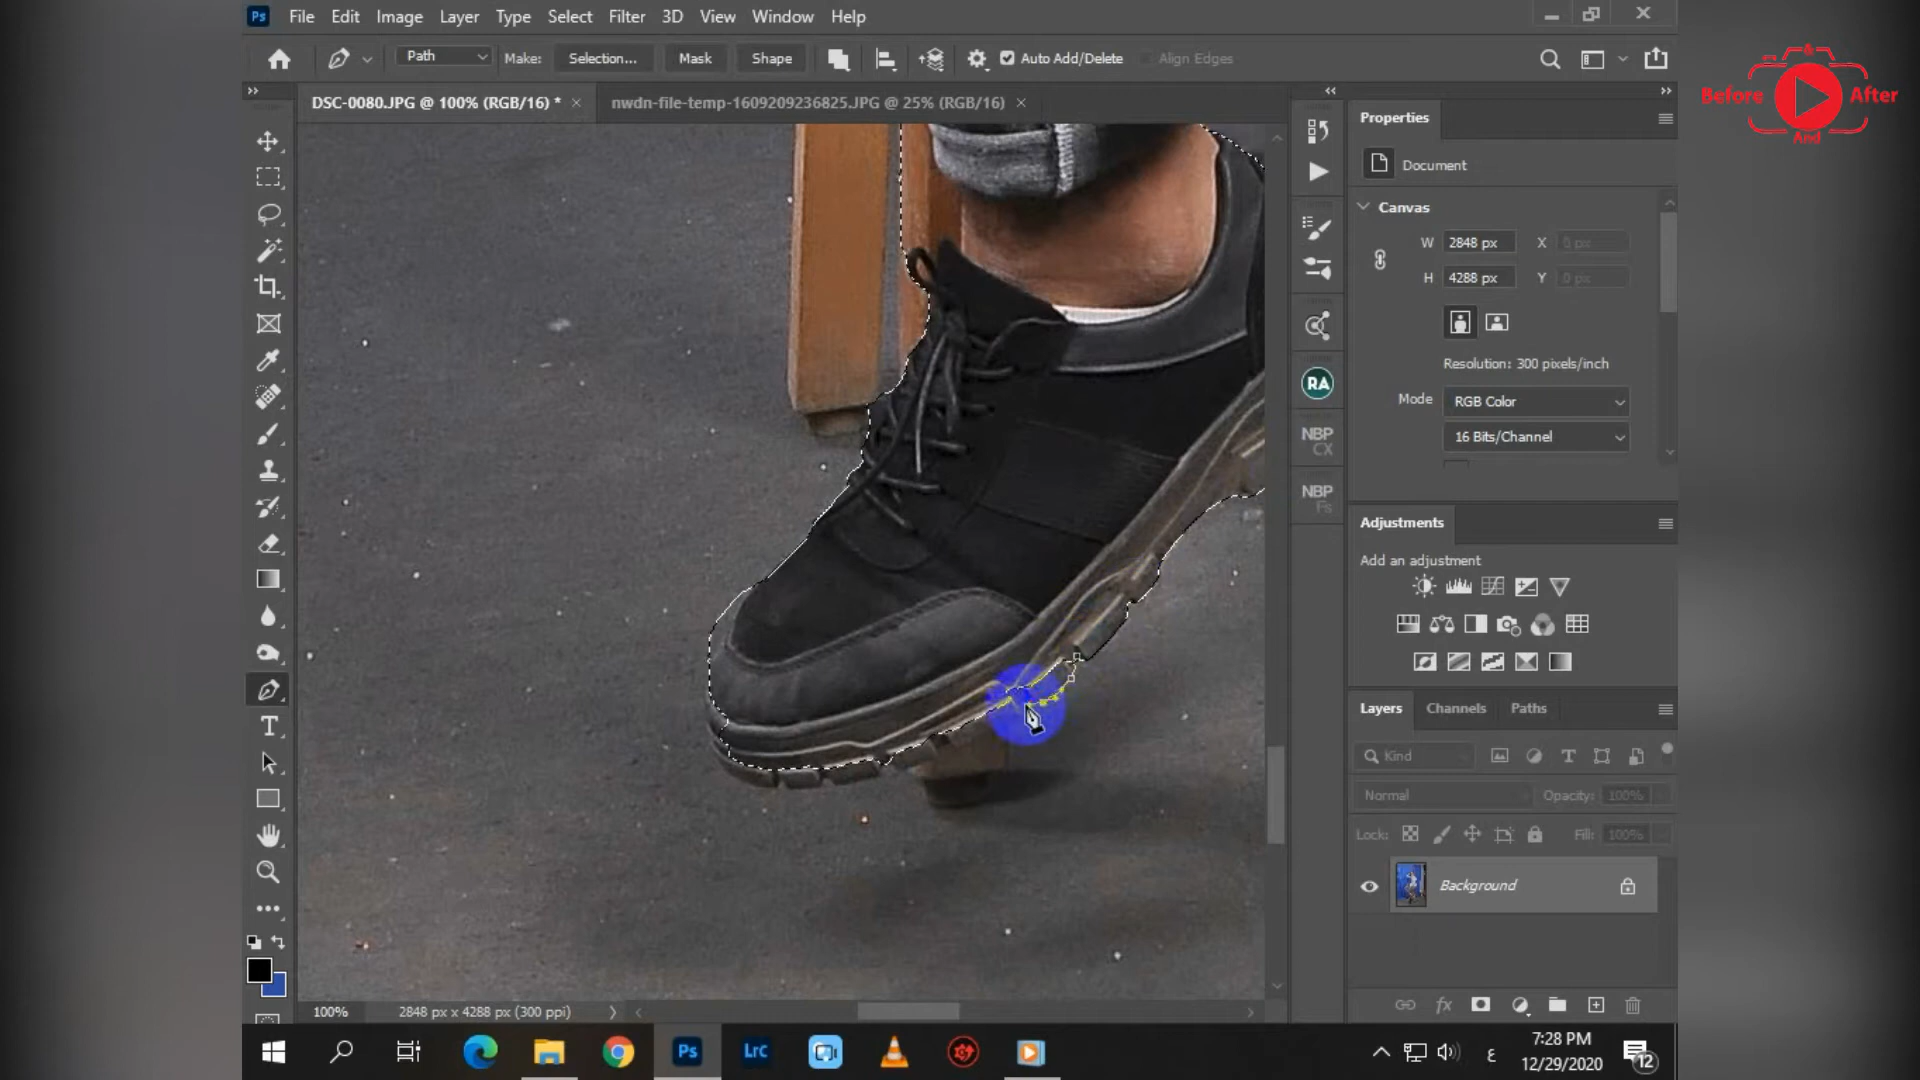 Ps File Edit Image Layer Type Select Filter 3D View Window Help
Path Make: Selection... Mask Shape Auto Add/Delete Align Edges
DSC-0080.JPG @ 100% (RGB/16) * × nwdn-file-temp-1609209236825.JPG @ 25% (RGB/16) ×
Before And After
Properties
Document
Canvas
W 2848 px X 0 px
H 4288 px Y 0 px
Resolution: 300 pixels/inch
Mode RGB Color
16 Bits/Channel
RA
NBP
CX
NBP
Fs
Adjustments
Add an adjustment
Layers Channels Paths
Kind
Normal Opacity: 100%
Lock: Fill: 100%
Background
fx
100% 2848 px x 4288 px (300 ppi)
Ps LrC
ع
7:28 PM
12/29/2020
12